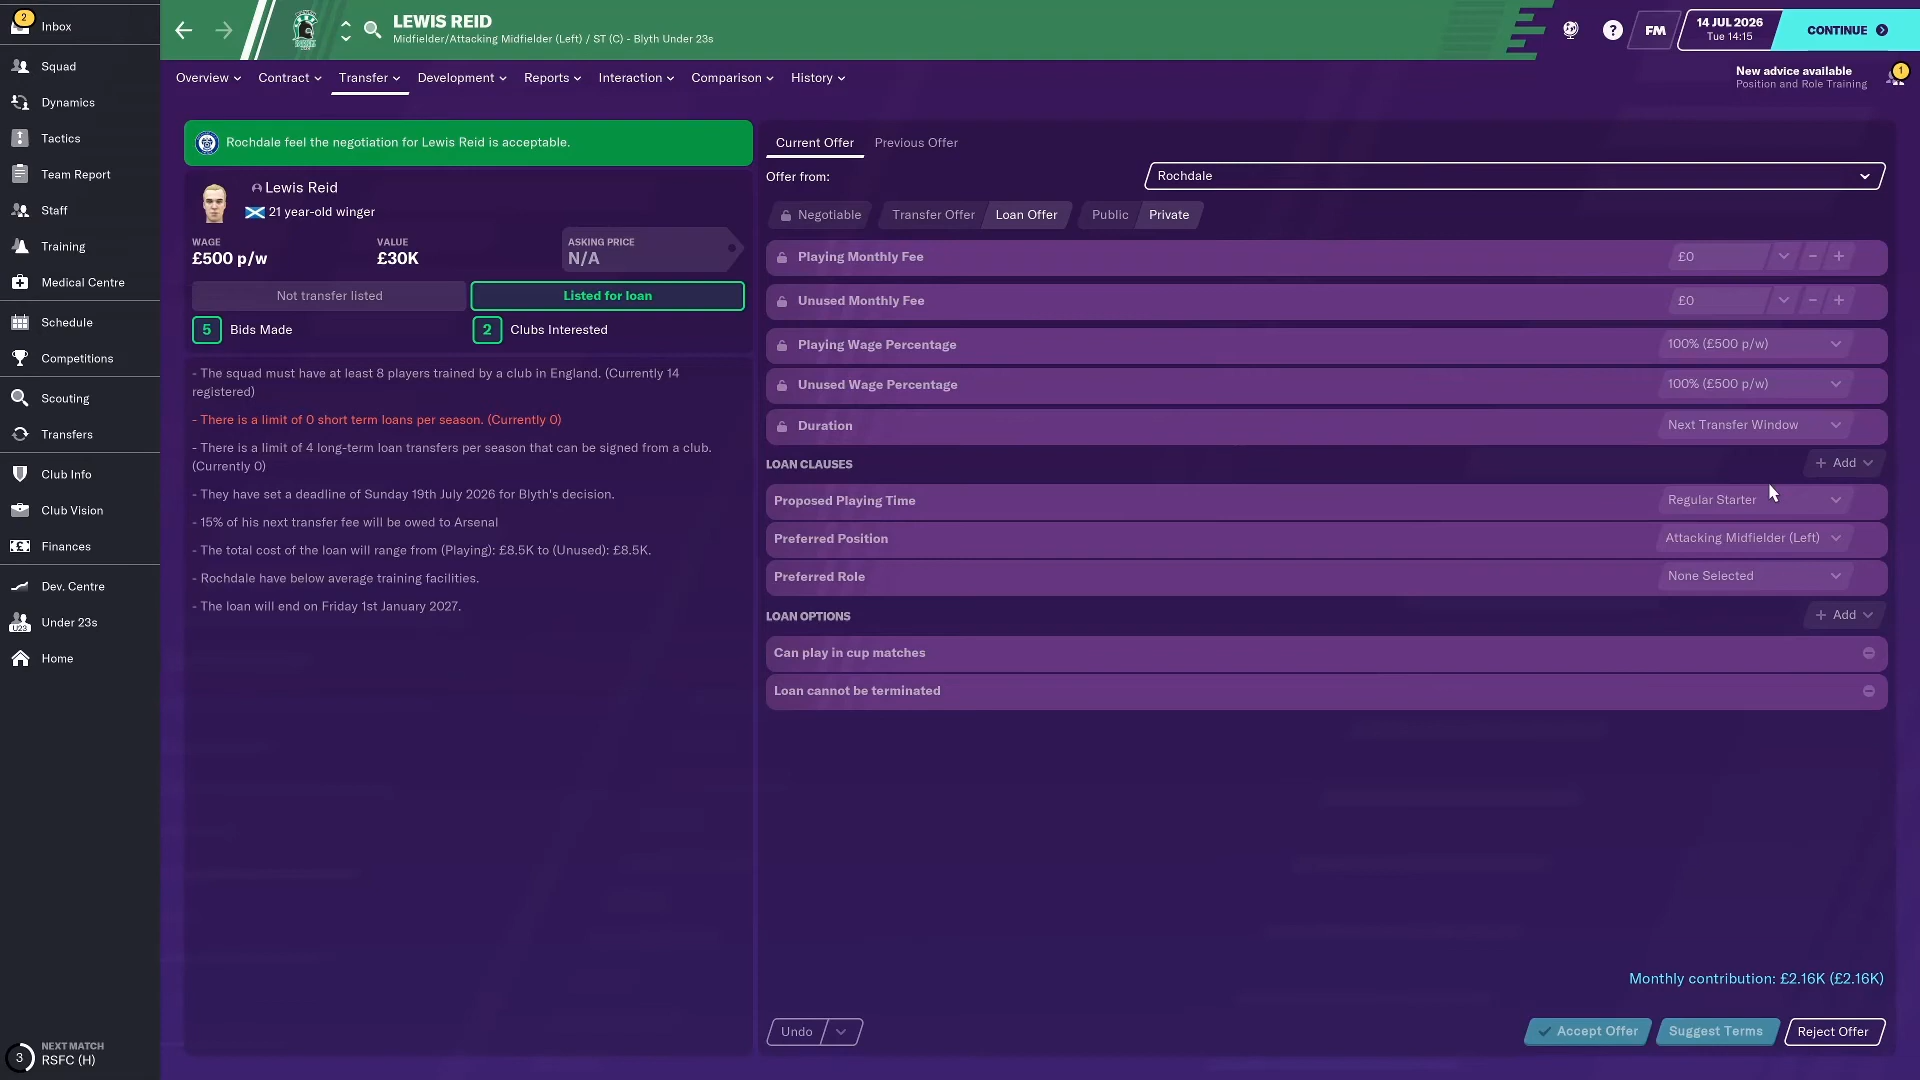 2
Inbox
LEWIS REID
Midfielder/Attacking Midfielder (Left) / ST (C) - Blyth Under 23s
FM
14 JUL 2026
Tue 14:15
CONTINUE
Squad
Dynamics
Tactics
Team Report
Staff
Training
Medical Centre
Schedule
Competitions
Scouting
Transfers
Club Info
Club Vision
Finances
Dev. Centre
U23
Under 23s
Home
3
NEXT MATCH
RSFC (H)
Overview
Contract
Transfer
Development
Reports
Interaction
Comparison
History
New advice available
Position and Role Training
1
Rochdale feel the negotiation for Lewis Reid is acceptable.
Lewis Reid
21 year-old winger
WAGE
£500 p/w
VALUE
£30K
ASKING PRICE
N/A
Not transfer listed
Listed for loan
5 Bids Made
2 Clubs Interested
- The squad must have at least 8 players trained by a club in England. (Currently 14
registered)
- There is a limit of 0 short term loans per season. (Currently 0)
- There is a limit of 4 long-term loan transfers per season that can be signed from a club.
(Currently 0)
- They have set a deadline of Sunday 19th July 2026 for Blyth's decision.
- 15% of his next transfer fee will be owed to Arsenal
- The total cost of the loan will range from (Playing): £8.5K to (Unused): £8.5K.
- Rochdale have below average training facilities.
- The loan will end on Friday 1st January 2027.
Current Offer
Previous Offer
Offer from:
Rochdale
Negotiable
Transfer Offer
Loan Offer
Public
Private
Playing Monthly Fee
£0
Unused Monthly Fee
£0
Playing Wage Percentage
100% (£500 p/w)
Unused Wage Percentage
100% (£500 p/w)
Duration
Next Transfer Window
LOAN CLAUSES
+ Add
Proposed Playing Time
Regular Starter
Preferred Position
Attacking Midfielder (Left)
Preferred Role
None Selected
LOAN OPTIONS
+ Add
Can play in cup matches
Loan cannot be terminated
Monthly contribution: £2.16K (£2.16K)
Undo
Accept Offer
Suggest Terms
Reject Offer